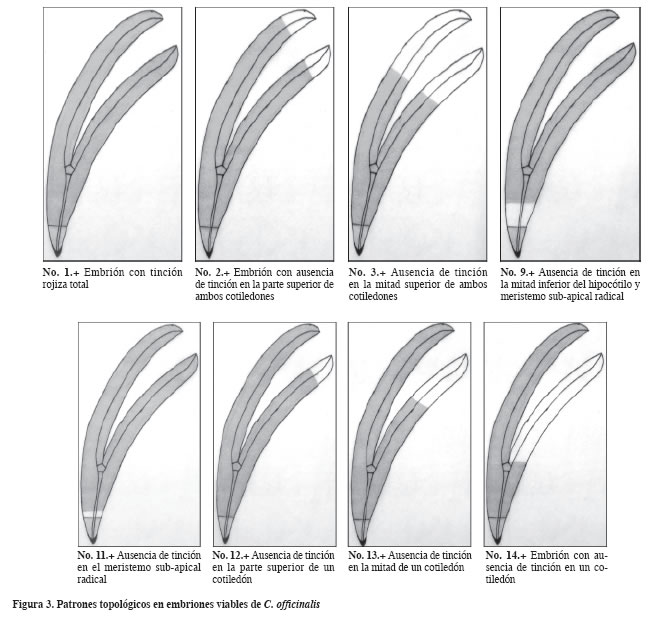 No. 1.+ Embrión con tinción
rojiza total
No. 2.+ Embrión con ausencia
de tinción en la parte superior de
ambos cotiledones
No. 3.+ Ausencia de tinción
en la mitad superior de ambos
cotiledones
No. 9.+ Ausencia de tinción en
la mitad inferior del hipocótilo y
meristemo sub-apical radical
No. 11.+ Ausencia de tinción
en el meristemo sub-apical
radical
No. 12.+ Ausencia de tinción
en la parte superior de un
cotiledón
No. 13.+ Ausencia de tinción
en la mitad de un cotiledón
No. 14.+ Embrión con au-
sencia de tinción en un co-
tiledón
Figura 3. Patrones topológicos en embriones viables de C. officinalis